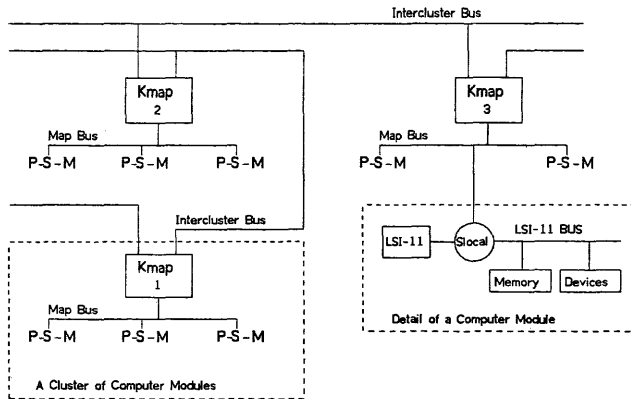 Intercluster Bus
Kmap
2
Kmap
3
Map Bus
P-S-M P-S-M P-S-M
Map Bus
P-S-M P-S-M
Intercluster Bus
Kmap
1
Map Bus
P-S-M P-S-M P-S-M
A Cluster of Computer Modules
LSI-11
Slocal
LSI-11 BUS
Memory
Devices
Detail of a Computer Module